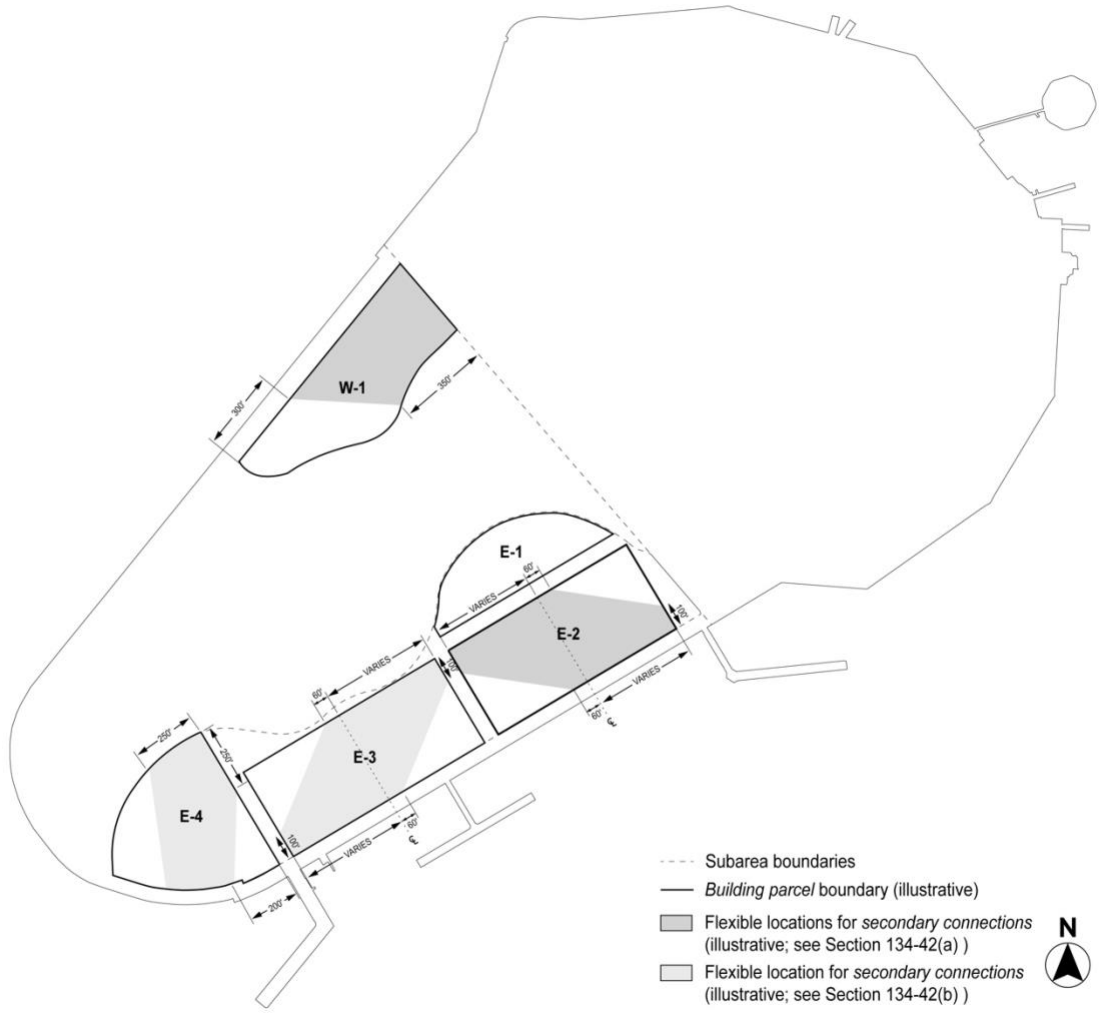 W-1
300'
350'
E-1
60'
VARIES
100'
E-2
VARIES
100'
60'
VARIES
60'
E-3
250'
250'
E-4
60'
100'
VARIES
200'
Subarea boundaries
Building parcel boundary (illustrative)
Flexible locations for secondary connections
(illustrative; see Section 134-42(a) )
Flexible location for secondary connections
(illustrative; see Section 134-42(b) )
N